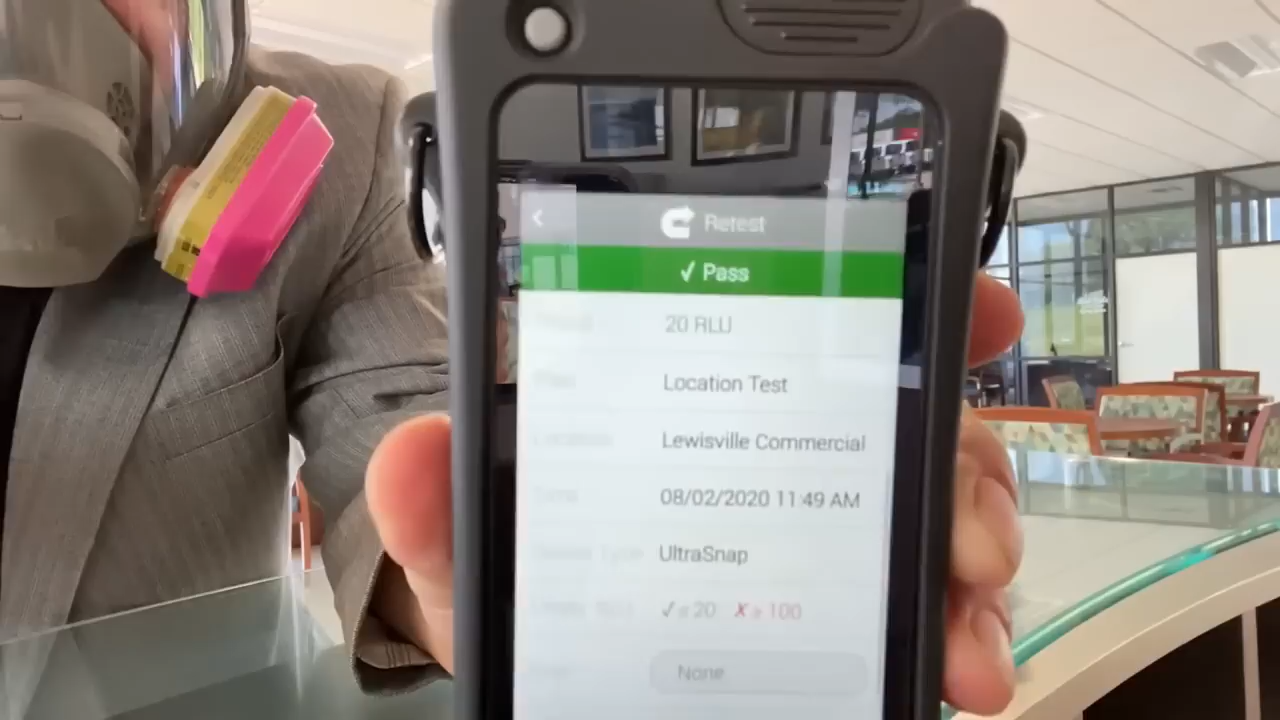 Retest
✓ Pass
20 RLU
Location Test
Lewisville Commercial
08/02/2020 11:49 AM
UltraSnap
✓ ≤ 20 X ≥ 100
None